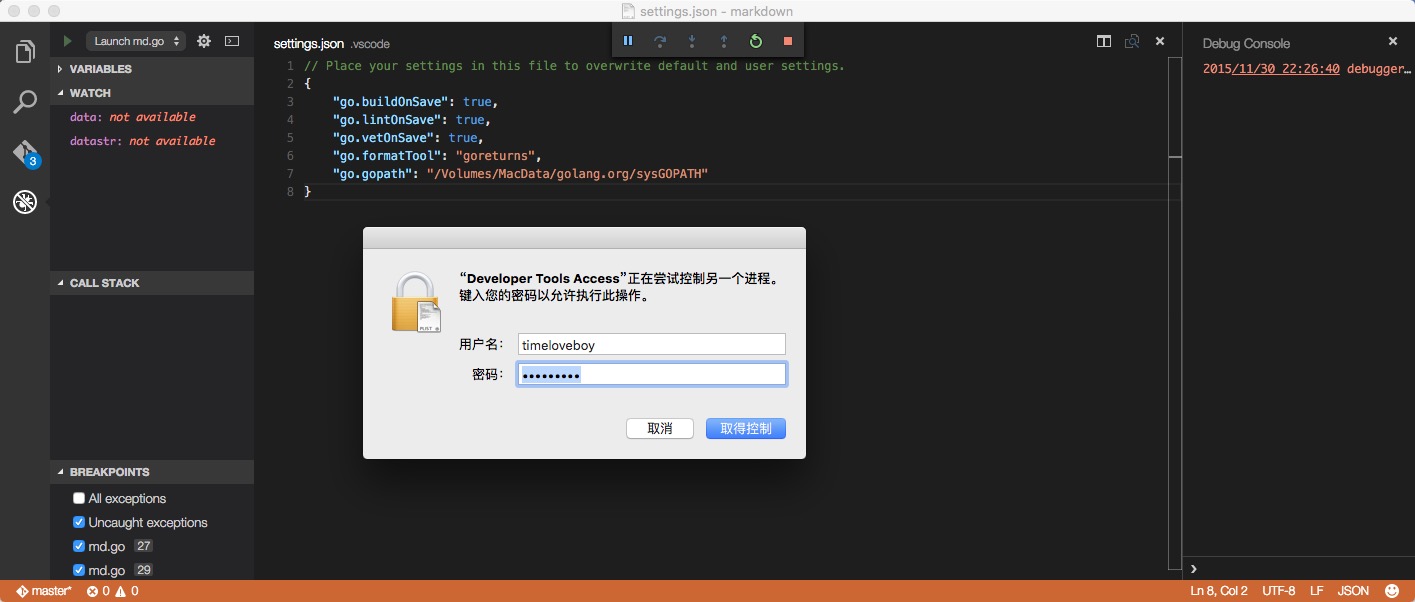 settings.json - markdown
Launch md.go
VARIABLES
WATCH
data: not available
datastr: not available
CALL STACK
BREAKPOINTS
All exceptions
Uncaught exceptions
md.go 27
md.go 29
settings.json .vscode
1 // Place your settings in this file to overwrite default and user settings.
2 {
3 "go.buildOnSave": true,
4 "go.lintOnSave": true,
5 "go.vetOnSave": true,
6 "go.formatTool": "goreturns",
7 "go.gopath": "/Volumes/MacData/golang.org/sysGOPATH"
8 }
“Developer Tools Access”正在尝试控制另一个进程。
键入您的密码以允许执行此操作。
用户名: timeloveboy
密码: •••••••••
取消 取得控制
Debug Console
2015/11/30 22:26:40 debugger…
3
master* 0 0 Ln 8, Col 2 UTF-8 LF JSON